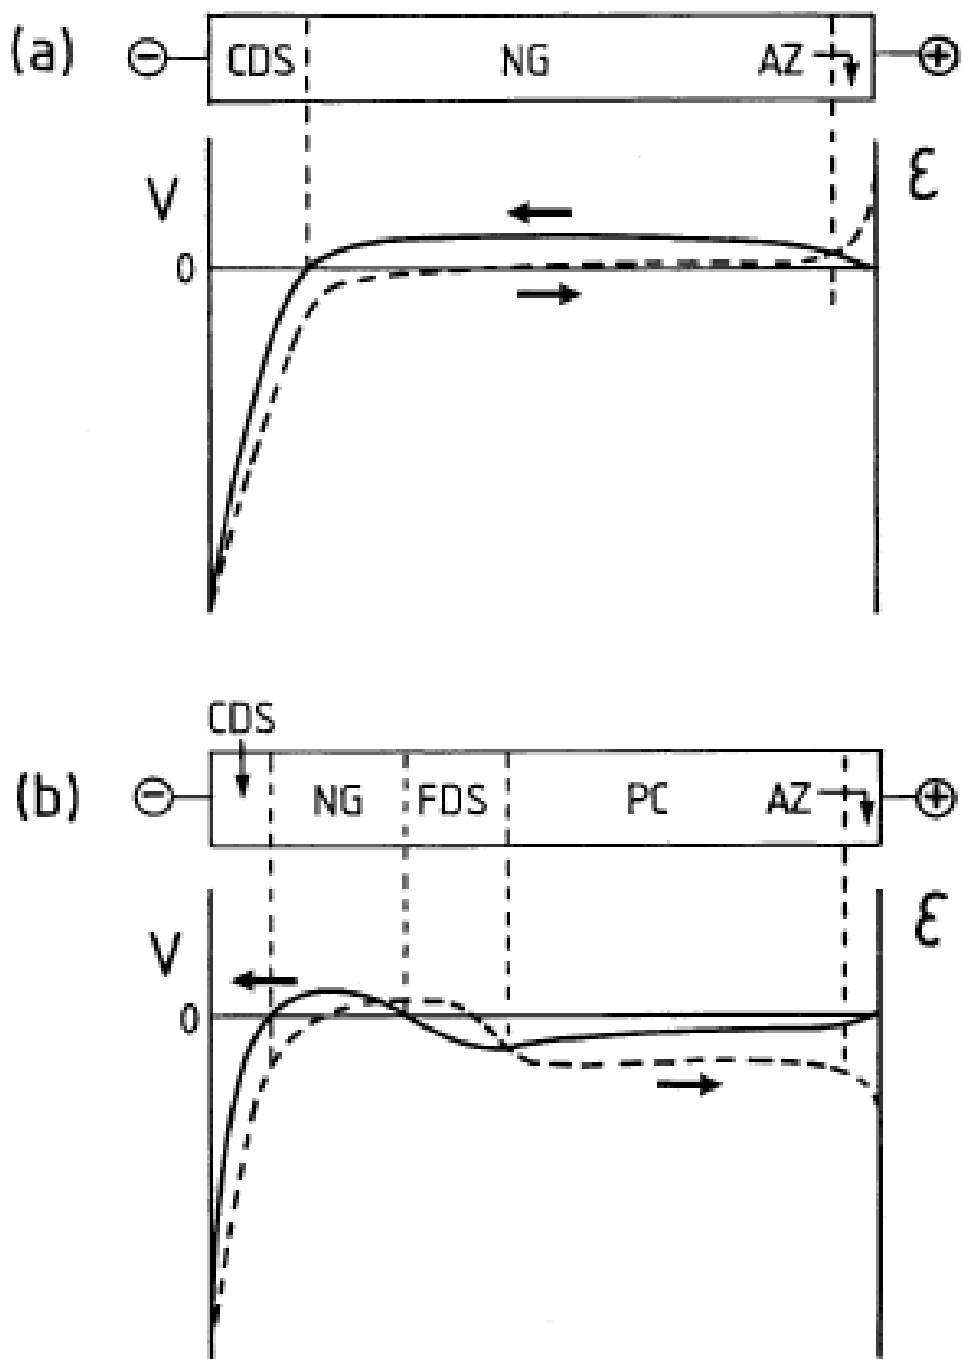 (a) ⊖ CDS NG AZ ⊕
V ℰ
0
CDS
(b) ⊖ NG FDS PC AZ ⊕
V ℰ
0